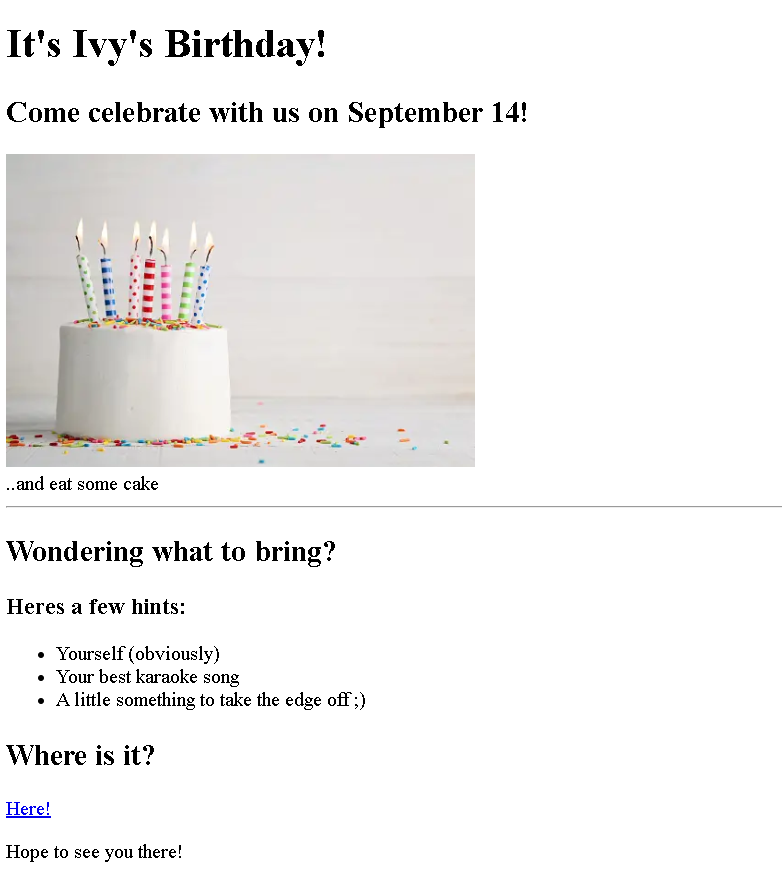 It's Ivy's Birthday!
Come celebrate with us on September 14!
..and eat some cake
Wondering what to bring?
Heres a few hints:
Yourself (obviously)
Your best karaoke song
A little something to take the edge off ;)
Where is it?
Here!
Hope to see you there!